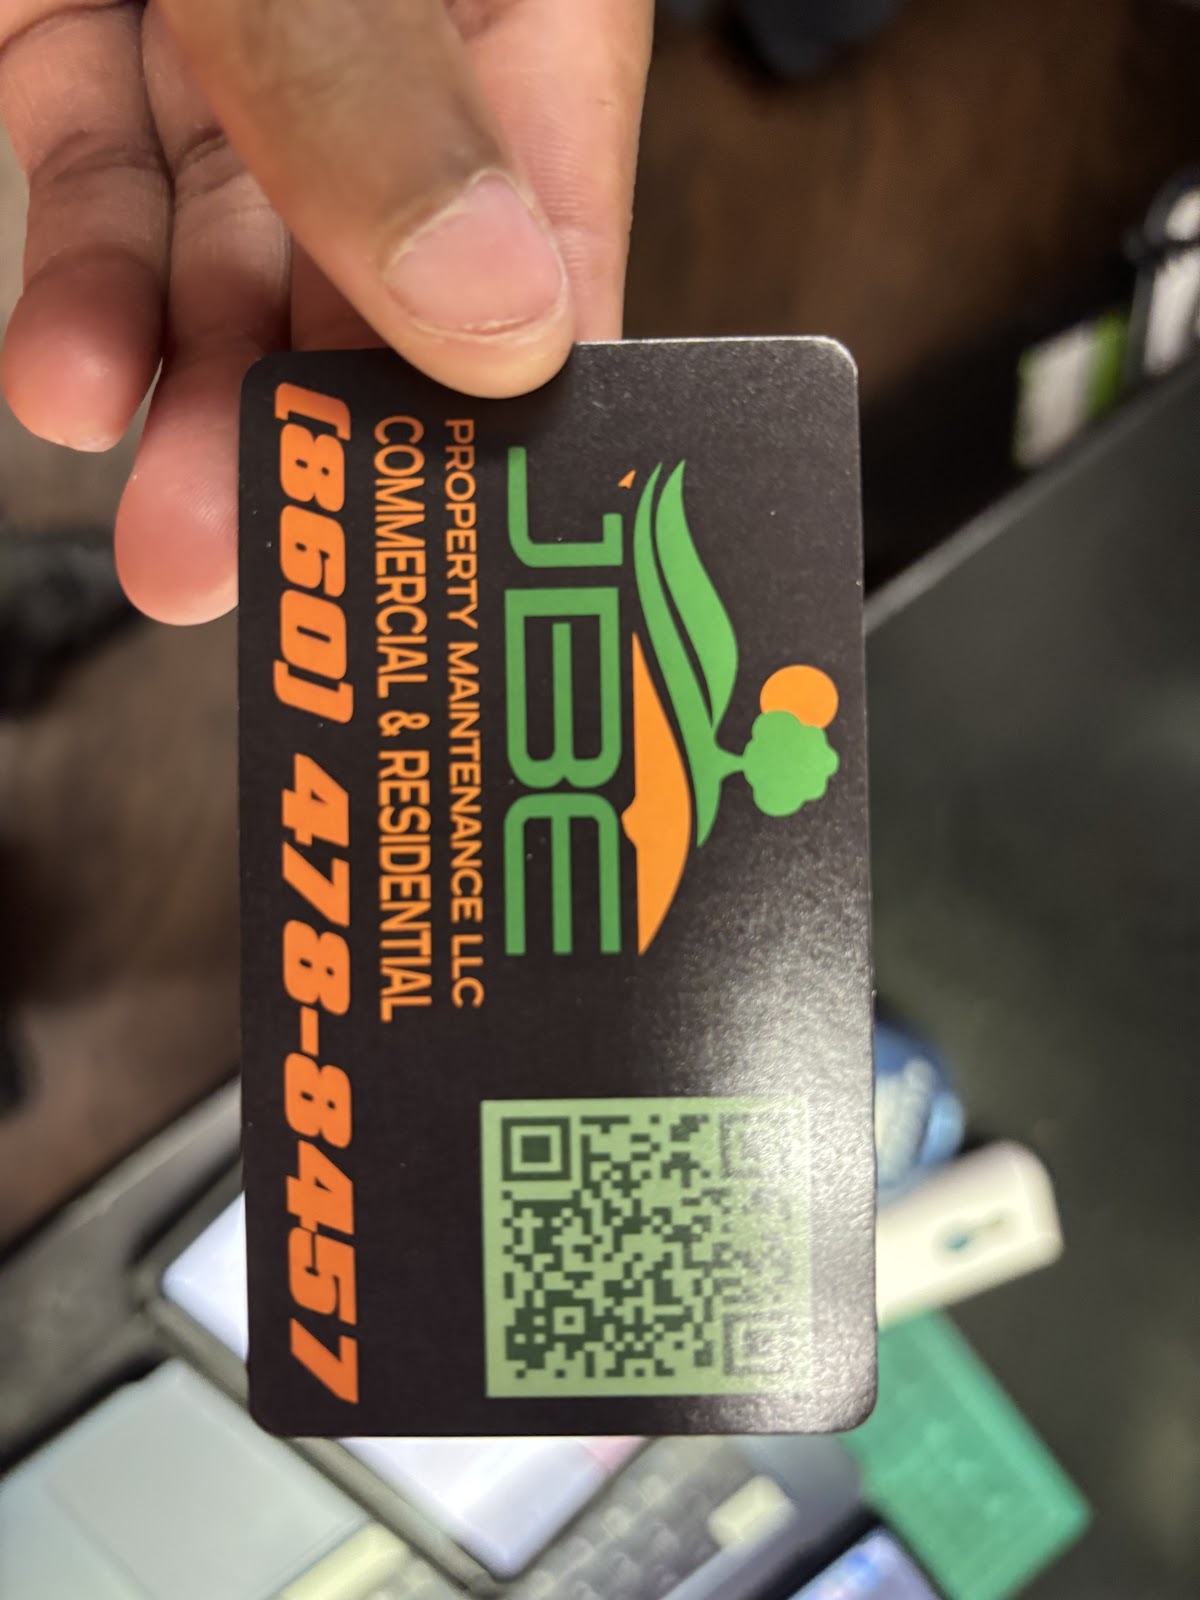 JBE
PROPERTY MAINTENANCE LLC
COMMERCIAL & RESIDENTIAL
(860) 478-8457